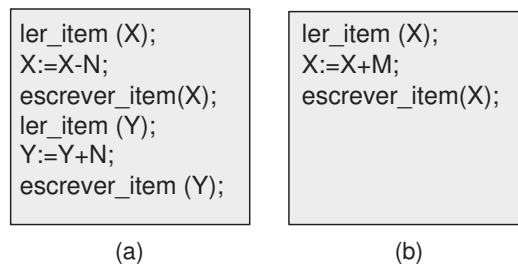 ler_item (X);
X:=X-N;
escrever_item(X);
ler_item (Y);
Y:=Y+N;
escrever_item (Y);
(a)
ler_item (X);
X:=X+M;
escrever_item(X);
(b)